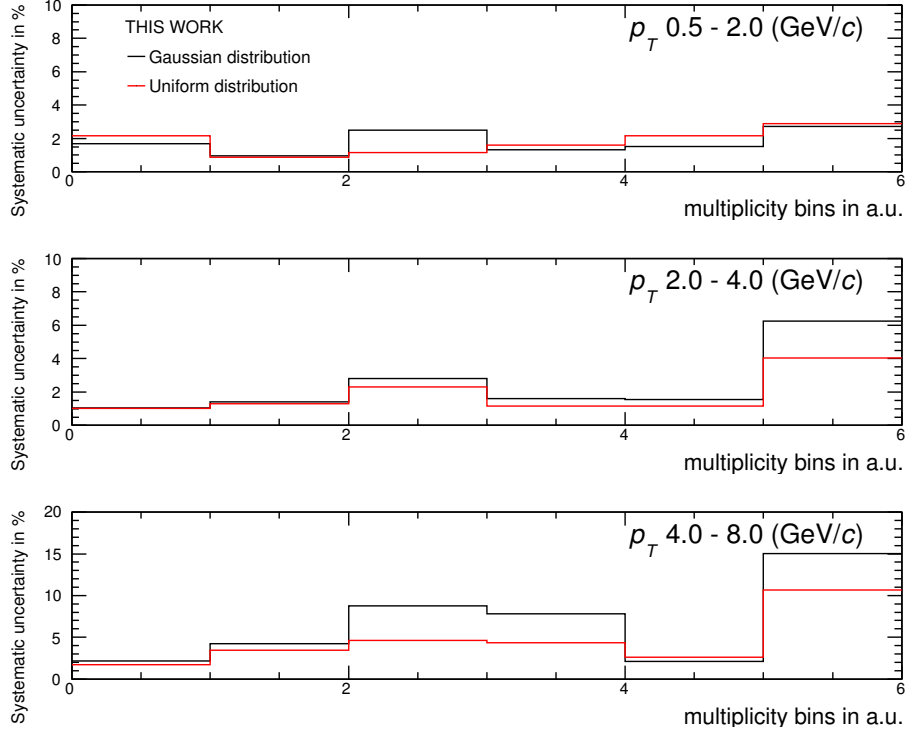 Systematic uncertainty in %
10
8
6
4
2
0
THIS WORK
Gaussian distribution
Uniform distribution
p_T 0.5 - 2.0 (GeV/c)
0 2 4 6
multiplicity bins in a.u.
Systematic uncertainty in %
10
8
6
4
2
0
p_T 2.0 - 4.0 (GeV/c)
0 2 4 6
multiplicity bins in a.u.
Systematic uncertainty in %
20
15
10
5
0
p_T 4.0 - 8.0 (GeV/c)
0 2 4 6
multiplicity bins in a.u.